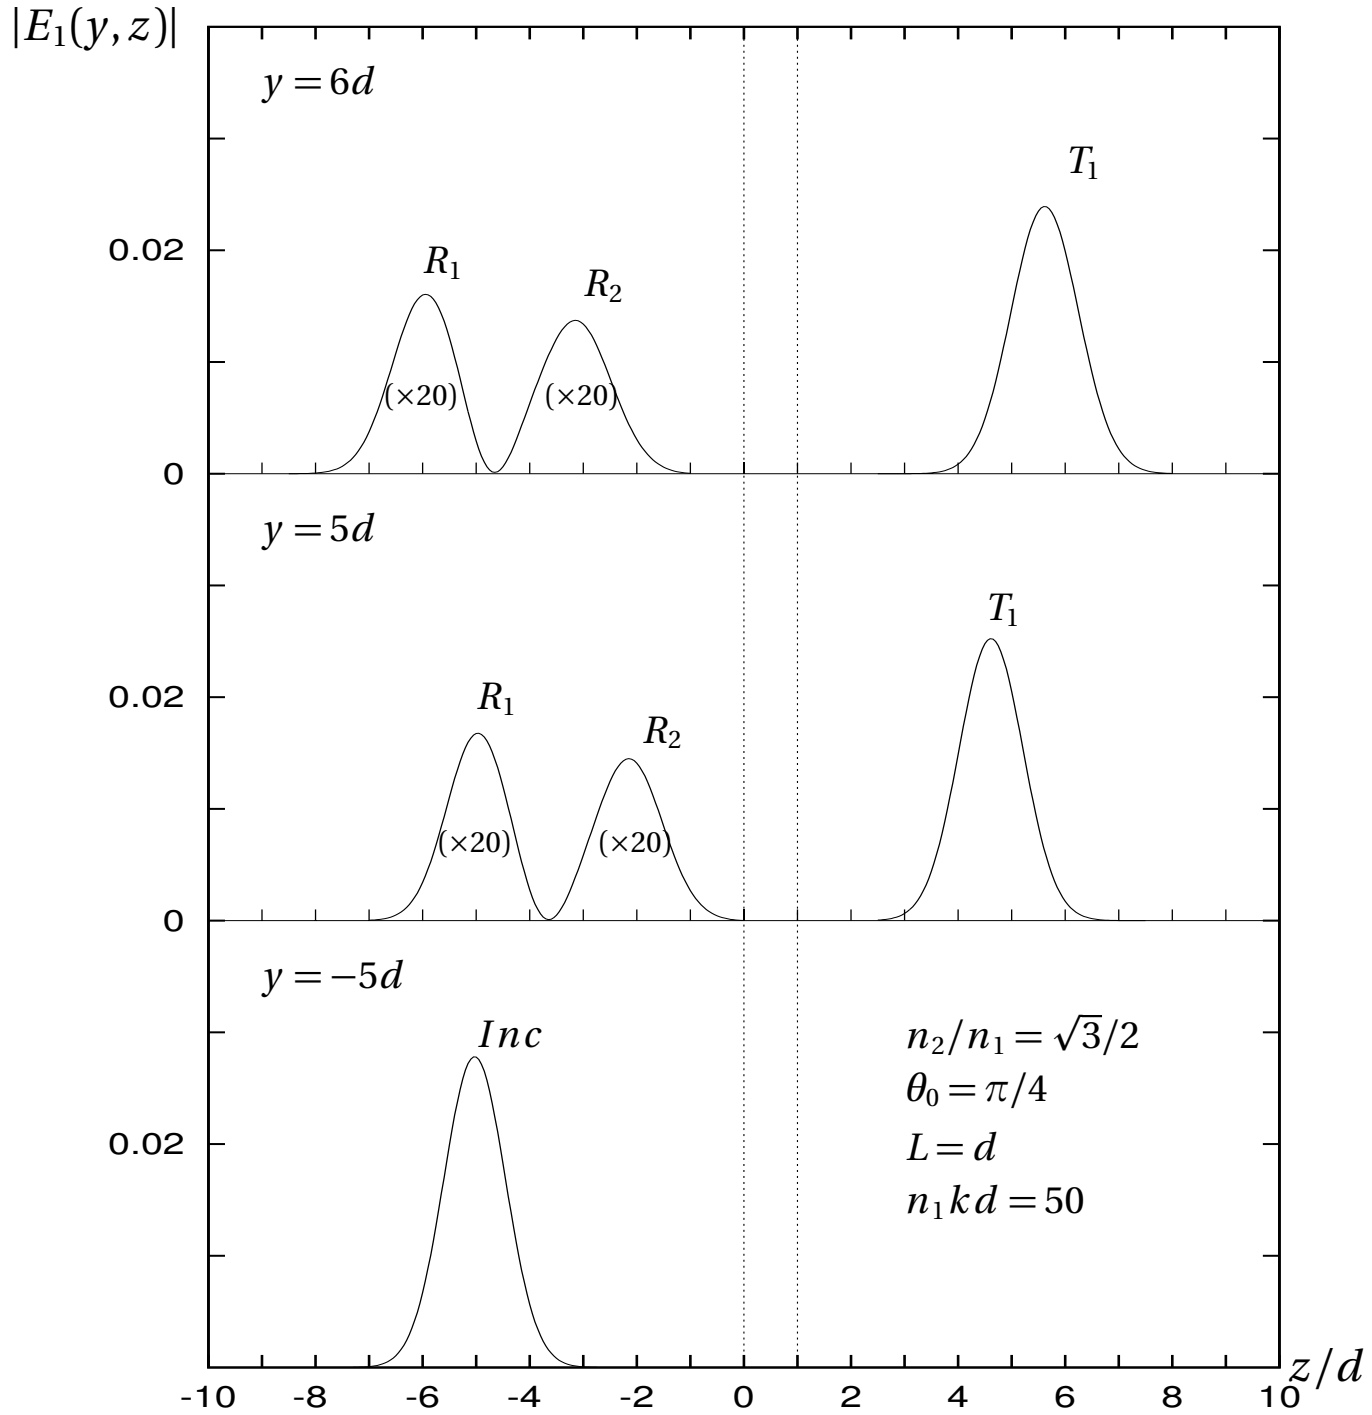 |E₁(y, z)|
y = 6d
T₁
0.02
R₁
R₂
(×20)
(×20)
0
y = 5d
T₁
0.02
R₁
R₂
(×20)
(×20)
0
y = −5d
Inc
n₂/n₁ = √3/2
θ₀ = π/4
L = d
n₁kd = 50
0.02
z/d
-10 -8 -6 -4 -2 0 2 4 6 8 10